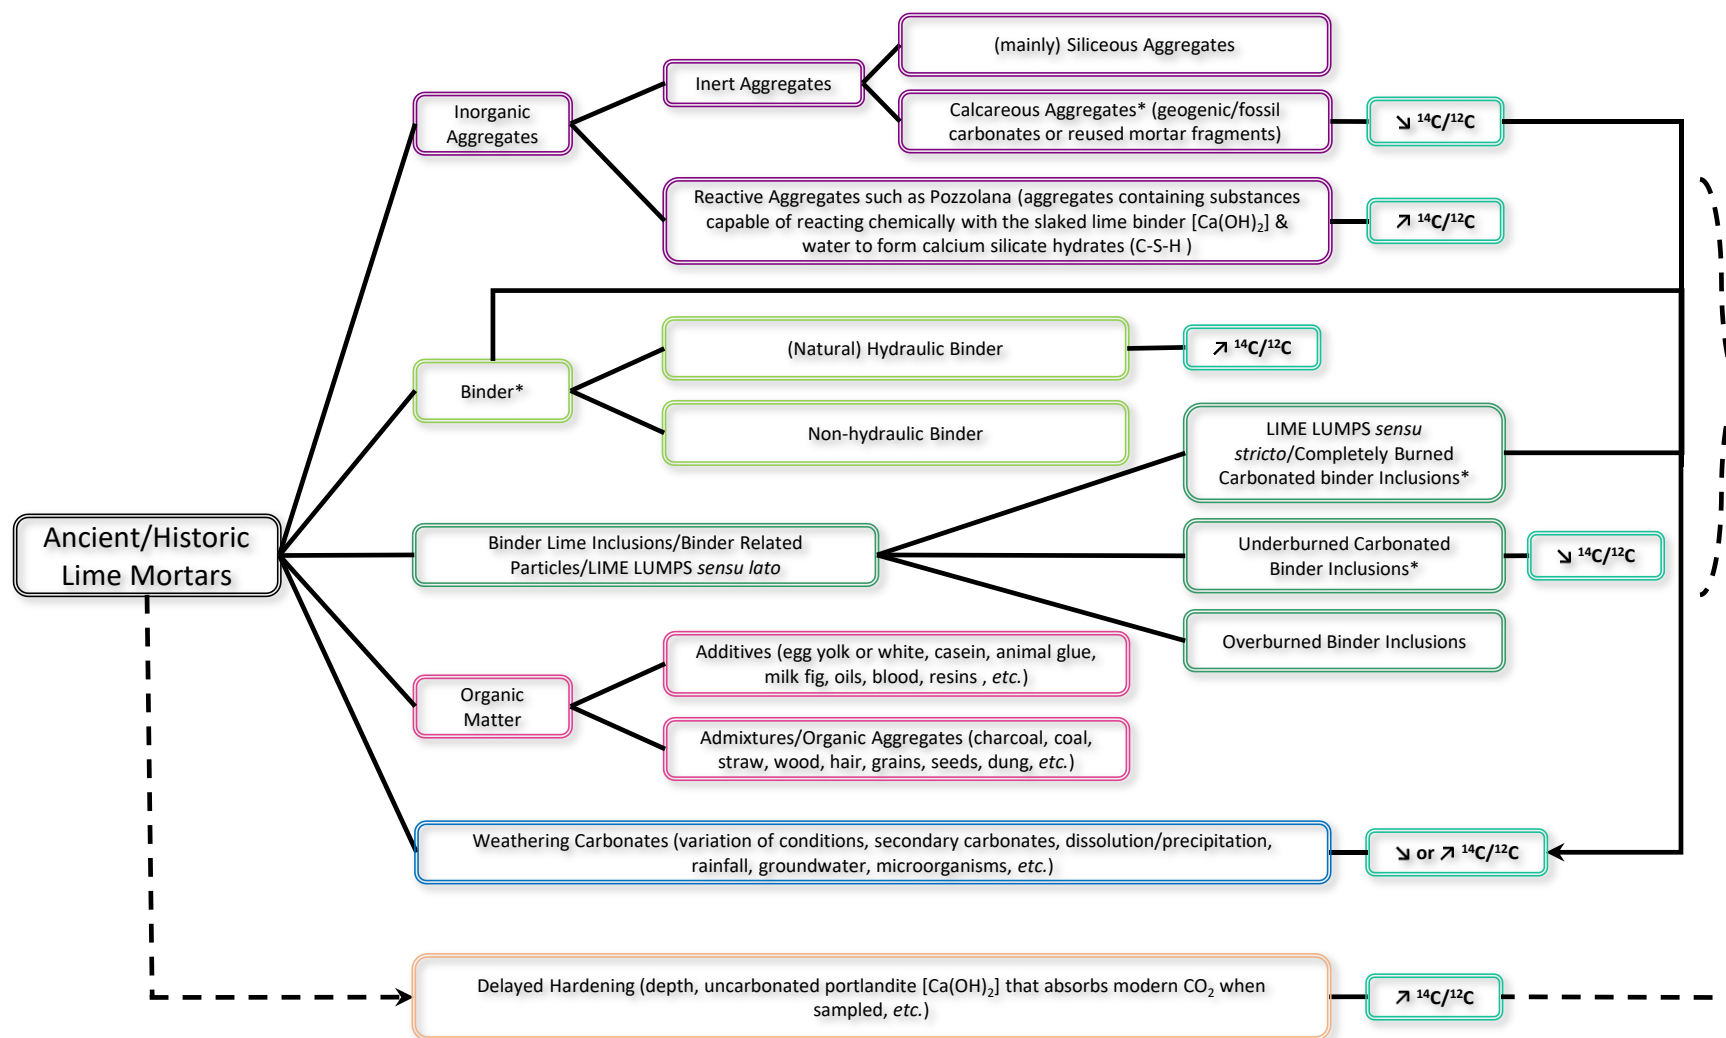 (mainly) Siliceous Aggregates
Inert Aggregates
Inorganic
Aggregates
Calcareous Aggregates* (geogenic/fossil
carbonates or reused mortar fragments)
↘ ¹⁴C/¹²C
Reactive Aggregates such as Pozzolana (aggregates containing substances
capable of reacting chemically with the slaked lime binder [Ca(OH)₂] &
water to form calcium silicate hydrates (C-S-H )
↗ ¹⁴C/¹²C
(Natural) Hydraulic Binder
↗ ¹⁴C/¹²C
Binder*
Non-hydraulic Binder
LIME LUMPS sensu
stricto/Completely Burned
Carbonated binder Inclusions*
Ancient/Historic
Lime Mortars
Binder Lime Inclusions/Binder Related
Particles/LIME LUMPS sensu lato
Underburned Carbonated
Binder Inclusions*
↘ ¹⁴C/¹²C
Overburned Binder Inclusions
Additives (egg yolk or white, casein, animal glue,
milk fig, oils, blood, resins , etc.)
Organic
Matter
Admixtures/Organic Aggregates (charcoal, coal,
straw, wood, hair, grains, seeds, dung, etc.)
Weathering Carbonates (variation of conditions, secondary carbonates, dissolution/precipitation,
rainfall, groundwater, microorganisms, etc.)
↘ or ↗ ¹⁴C/¹²C
Delayed Hardening (depth, uncarbonated portlandite [Ca(OH)₂] that absorbs modern CO₂ when
sampled, etc.)
↗ ¹⁴C/¹²C